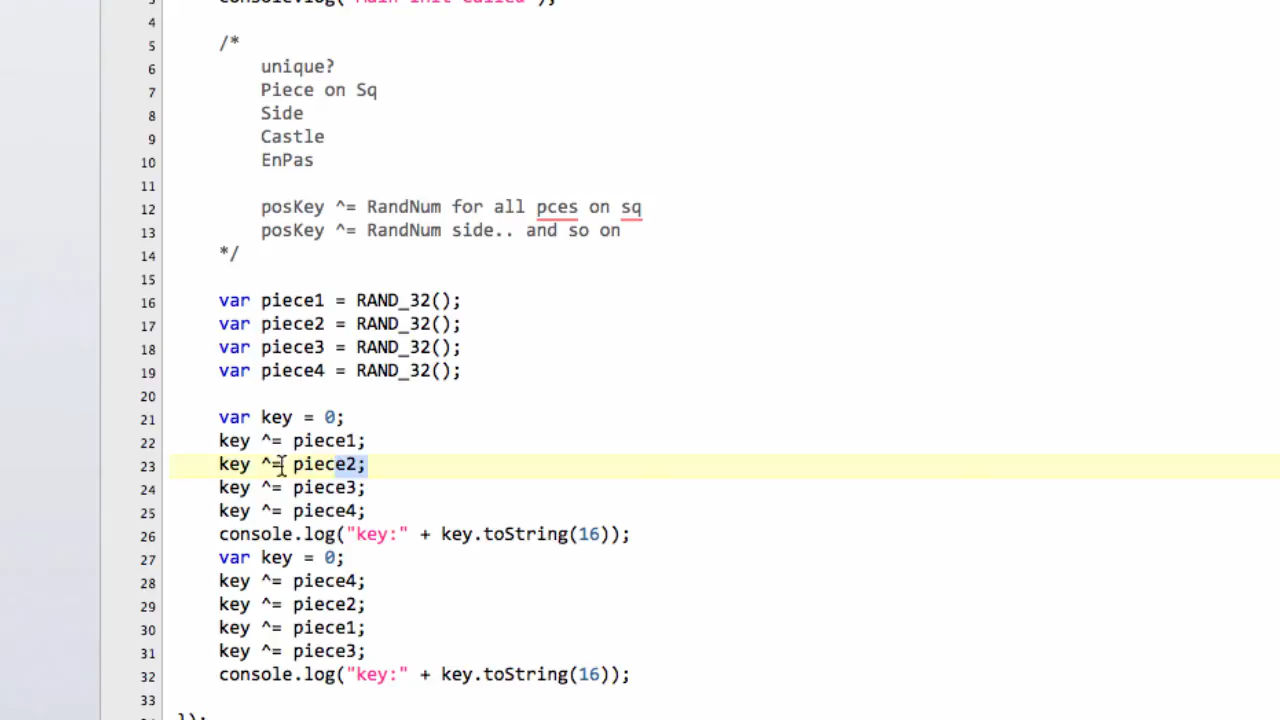 3
4
5 /*
6 unique?
7 Piece on Sq
8 Side
9 Castle
10 EnPas
11
12 posKey ^= RandNum for all pces on sq
13 posKey ^= RandNum side.. and so on
14 */
15
16 var piece1 = RAND_32();
17 var piece2 = RAND_32();
18 var piece3 = RAND_32();
19 var piece4 = RAND_32();
20
21 var key = 0;
22 key ^= piece1;
23 key ^= piece2;
24 key ^= piece3;
25 key ^= piece4;
26 console.log("key:" + key.toString(16));
27 var key = 0;
28 key ^= piece4;
29 key ^= piece2;
30 key ^= piece1;
31 key ^= piece3;
32 console.log("key:" + key.toString(16));
33
});